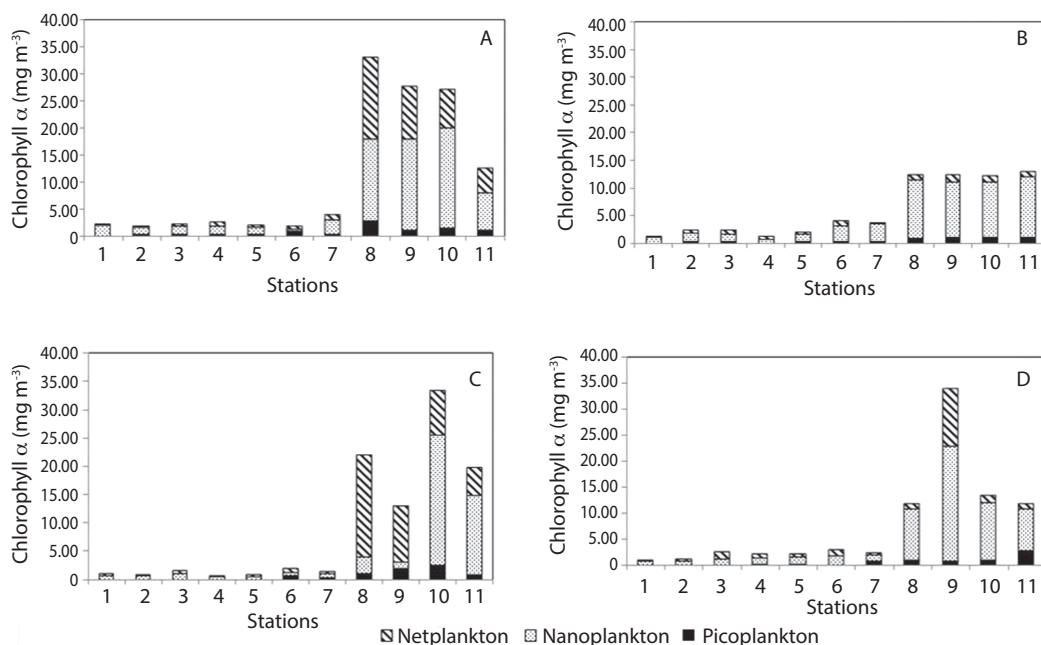 A
Chlorophyll α (mg m⁻³)
40.00
35.00
30.00
25.00
20.00
15.00
10.00
5.00
0
1 2 3 4 5 6 7 8 9 10 11
Stations
B
Chlorophyll α (mg m⁻³)
40.00
35.00
30.00
25.00
20.00
15.00
10.00
5.00
0
1 2 3 4 5 6 7 8 9 10 11
Stations
C
Chlorophyll α (mg m⁻³)
40.00
35.00
30.00
25.00
20.00
15.00
10.00
5.00
0
1 2 3 4 5 6 7 8 9 10 11
Stations
D
Chlorophyll α (mg m⁻³)
40.00
35.00
30.00
25.00
20.00
15.00
10.00
5.00
0
1 2 3 4 5 6 7 8 9 10 11
Stations
Netplankton Nanoplankton Picoplankton